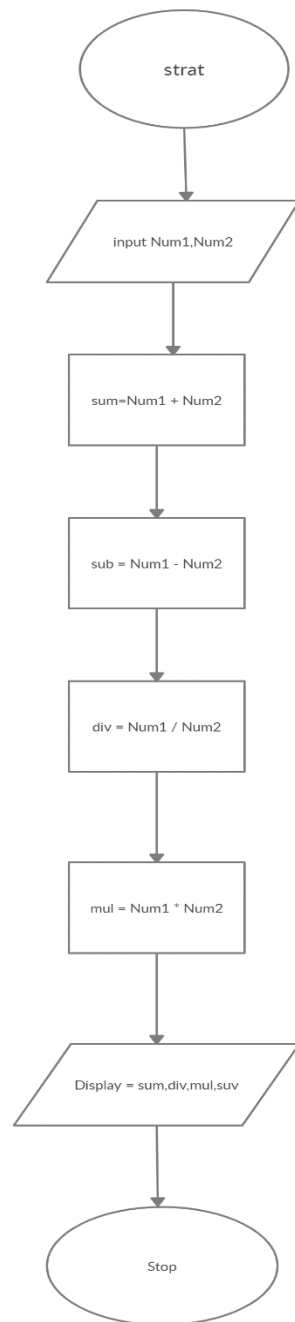 strat
input Num1,Num2
sum=Num1 + Num2
sub = Num1 - Num2
div = Num1 / Num2
mul = Num1 * Num2
Display = sum,div,mul,suv
Stop